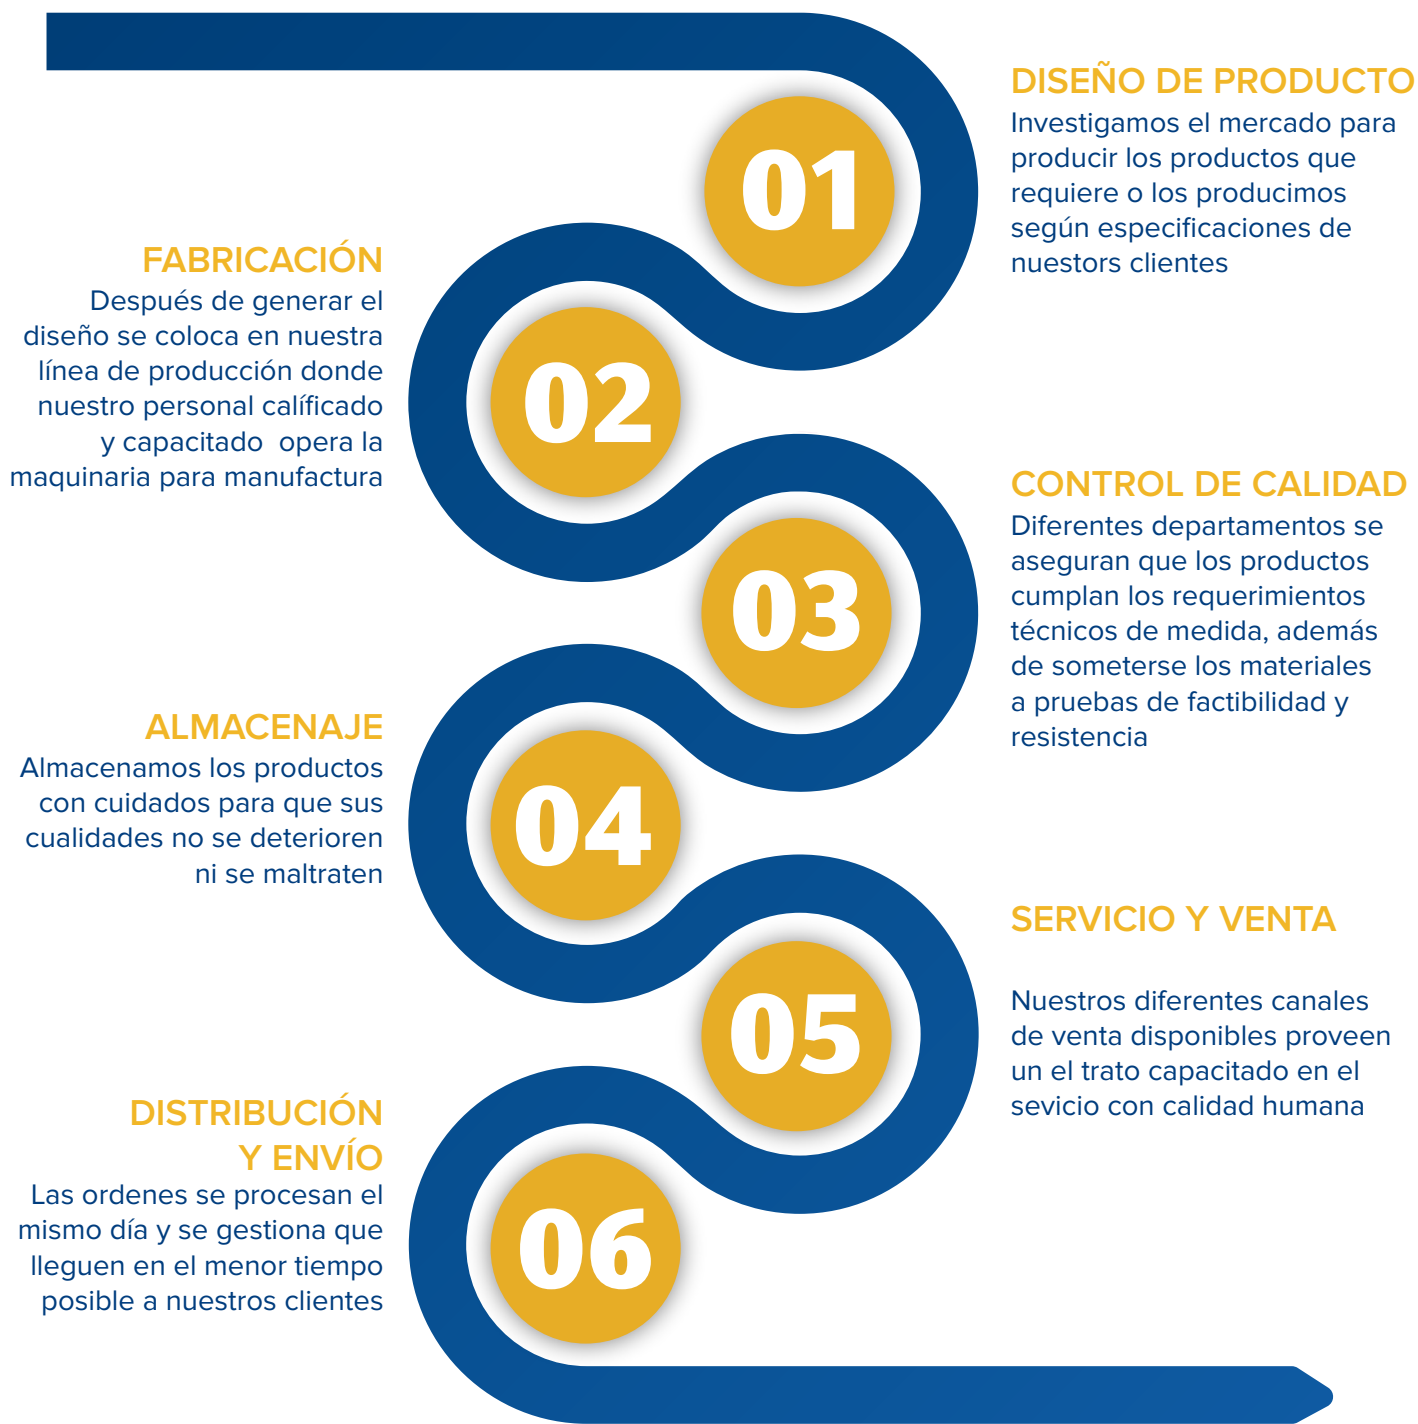 01
DISEÑO DE PRODUCTO
Investigamos el mercado para
producir los productos que
requiere o los producimos
según especificaciones de
nuestors clientes
02
FABRICACIÓN
Después de generar el
diseño se coloca en nuestra
línea de producción donde
nuestro personal calíficado
y capacitado opera la
maquinaria para manufactura
03
CONTROL DE CALIDAD
Diferentes departamentos se
aseguran que los productos
cumplan los requerimientos
técnicos de medida, además
de someterse los materiales
a pruebas de factibilidad y
resistencia
04
ALMACENAJE
Almacenamos los productos
con cuidados para que sus
cualidades no se deterioren
ni se maltraten
05
SERVICIO Y VENTA
Nuestros diferentes canales
de venta disponibles proveen
un el trato capacitado en el
sevicio con calidad humana
06
DISTRIBUCIÓN
Y ENVÍO
Las ordenes se procesan el
mismo día y se gestiona que
lleguen en el menor tiempo
posible a nuestros clientes